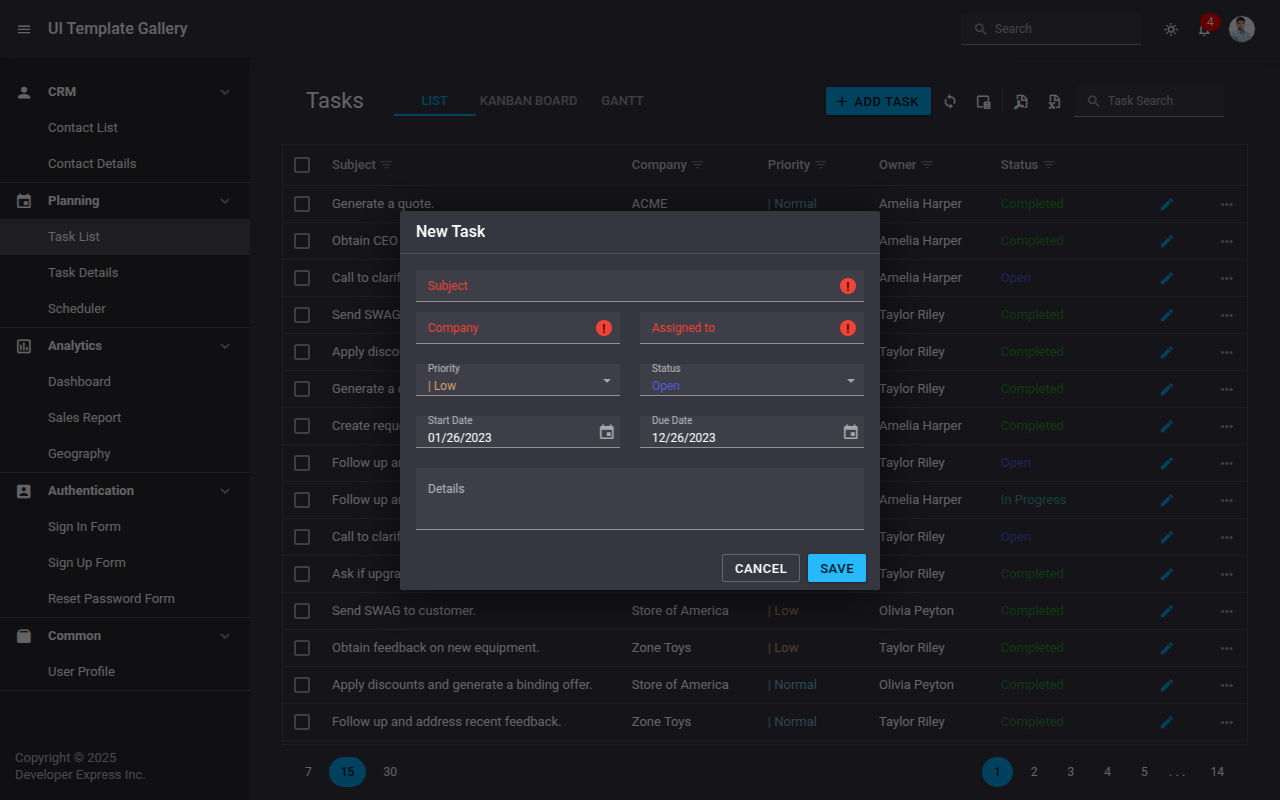 UI Template Gallery
Search
4
CRM
Contact List
Contact Details
Planning
Task List
Task Details
Scheduler
Analytics
Dashboard
Sales Report
Geography
Authentication
Sign In Form
Sign Up Form
Reset Password Form
Common
User Profile
Copyright © 2025
Developer Express Inc.
Tasks
LIST KANBAN BOARD GANTT
+ ADD TASK
Task Search
Subject Company Priority Owner Status
Generate a quote. ACME | Normal Amelia Harper Completed
Obtain CEO Amelia Harper Completed
Call to clarif Amelia Harper Open
Send SWAG Taylor Riley Completed
Apply disco Taylor Riley Completed
Generate a Taylor Riley Completed
Create requ Taylor Riley Completed
Follow up a Taylor Riley Open
Follow up a Amelia Harper In Progress
Call to clarif Taylor Riley Open
Ask if upgra Taylor Riley Completed
Send SWAG to customer. Store of America | Low Olivia Peyton Completed
Obtain feedback on new equipment. Zone Toys | Low Taylor Riley Completed
Apply discounts and generate a binding offer. Store of America | Normal Olivia Peyton Completed
Follow up and address recent feedback. Zone Toys | Normal Taylor Riley Completed
7 15 30
1 2 3 4 5 ... 14
New Task
Subject
Company Assigned to
Priority Status
| Low Open
Start Date Due Date
01/26/2023 12/26/2023
Details
CANCEL SAVE